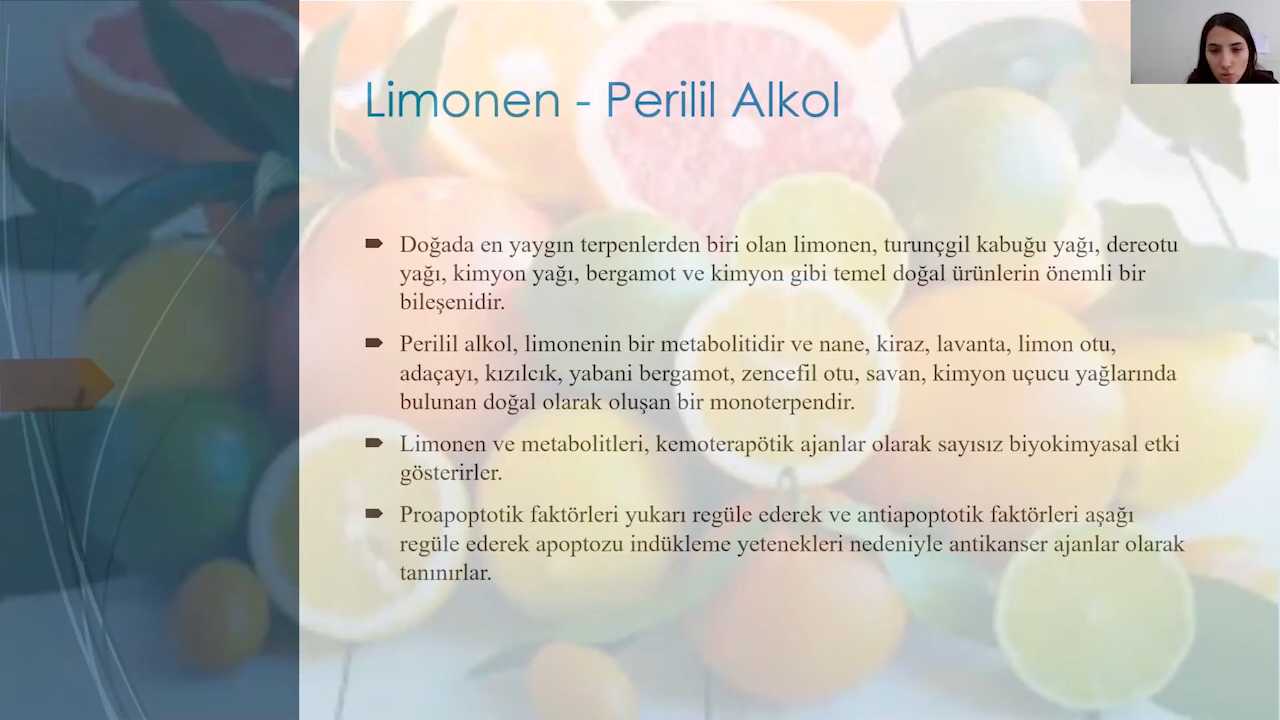 Limonen - Perilil Alkol
Doğada en yaygın terpenlerden biri olan limonen, turunçgil kabuğu yağı, dereotu
yağı, kimyon yağı, bergamot ve kimyon gibi temel doğal ürünlerin önemli bir
bileşenidir.
Perilil alkol, limonenin bir metabolitidir ve nane, kiraz, lavanta, limon otu,
adaçayı, kızılcık, yabani bergamot, zencefil otu, savan, kimyon uçucu yağlarında
bulunan doğal olarak oluşan bir monoterpendir.
Limonen ve metabolitleri, kemoterapötik ajanlar olarak sayısız biyokimyasal etki
gösterirler.
Proapoptotik faktörleri yukarı regüle ederek ve antiapoptotik faktörleri aşağı
regüle ederek apoptozu indükleme yetenekleri nedeniyle antikanser ajanlar olarak
tanınırlar.